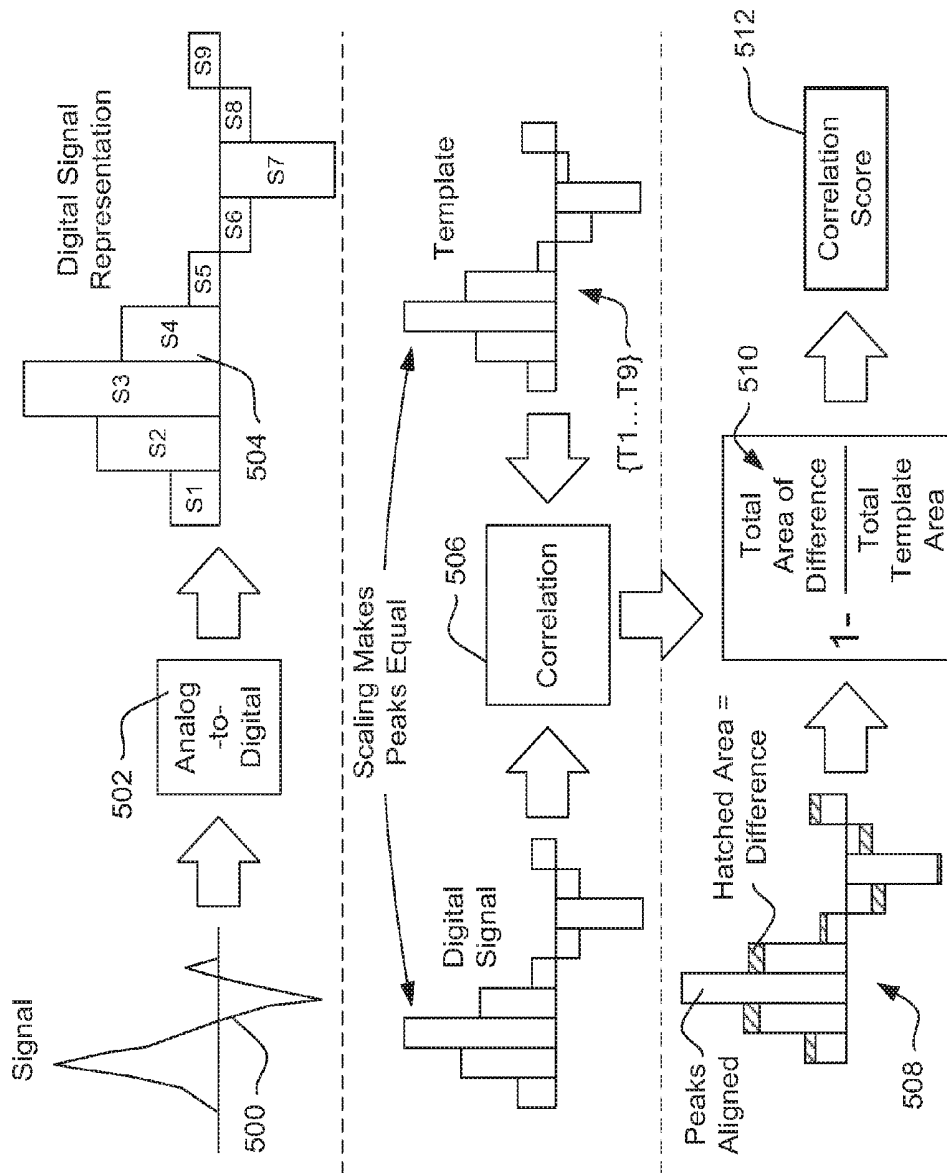 Signal
500
502
Analog
-to-
Digital
Digital Signal
Representation
S1
S2
S3
S4
S5
S6
S7
S8
S9
504
Digital
Signal
Scaling Makes
Peaks Equal
506
Correlation
Template
{T1...T9}
Peaks
Aligned
508
Hatched Area =
Difference
510
1-
Total
Area of
Difference
Total
Template
Area
512
Correlation
Score